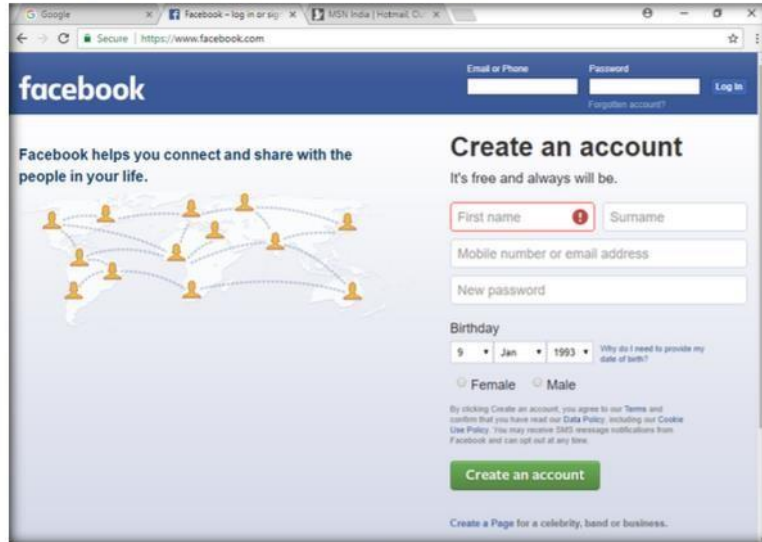 Google
Facebook – log in or sign
MSN India | Hotmail, Ou
Secure | https://www.facebook.com
Email or Phone
Password
facebook
Log In
Forgotten account?
Facebook helps you connect and share with the
people in your life.
Create an account
It's free and always will be.
First name
Surname
Mobile number or email address
New password
Birthday
9 Jan 1993
Why do I need to provide my
date of birth?
Female Male
By clicking Create an account, you agree to our Terms and
confirm that you have read our Data Policy, including our Cookie
Use Policy. You may receive SMS message notifications from
Facebook and can opt out at any time.
Create an account
Create a Page for a celebrity, band or business.